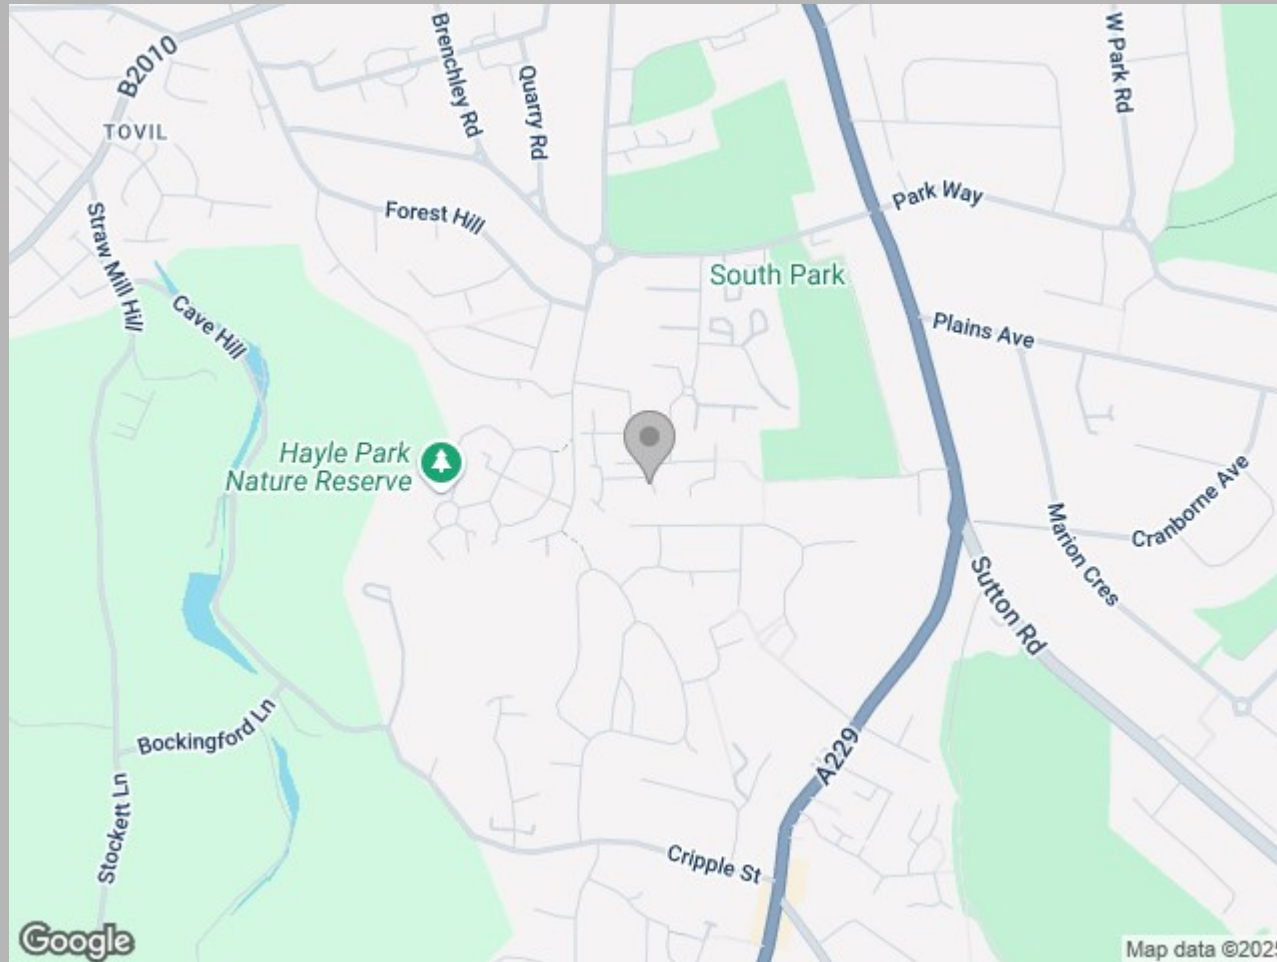 B2010
TOVIL
Brenchley Rd
Quarry Rd
W Park Rd
Straw Mill Hill
Forest Hill
Park Way
South Park
Cave Hill
Plains Ave
Hayle Park
Nature Reserve
Cranborne Ave
Marion Cres
Sutton Rd
Bockingford Ln
A229
Stockett Ln
Cripple St
Google
Map data ©2025